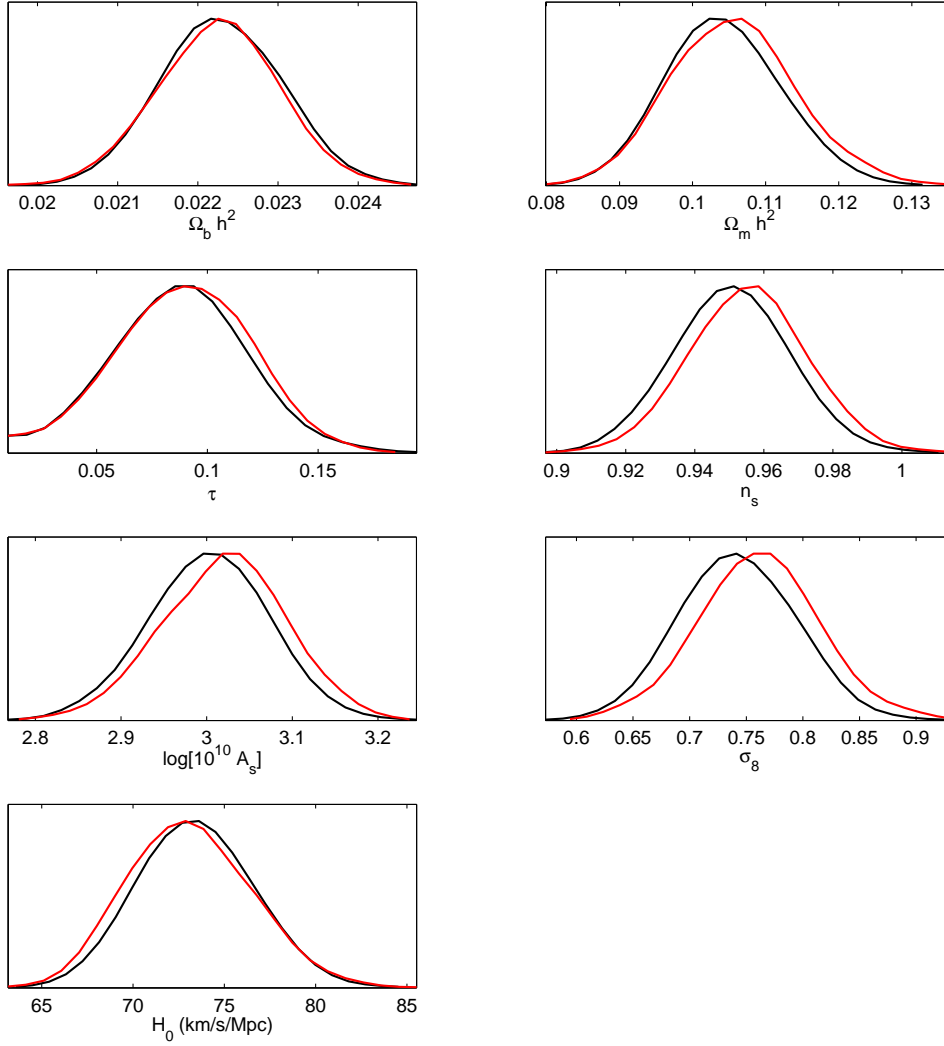 0.02 0.021 0.022 0.023 0.024
Ω_b h^2
0.08 0.09 0.1 0.11 0.12 0.13
Ω_m h^2
0.05 0.1 0.15
τ
0.9 0.92 0.94 0.96 0.98 1
n_s
2.8 2.9 3 3.1 3.2
log[10^10 A_s]
0.6 0.65 0.7 0.75 0.8 0.85 0.9
σ_8
65 70 75 80 85
H_0 (km/s/Mpc)